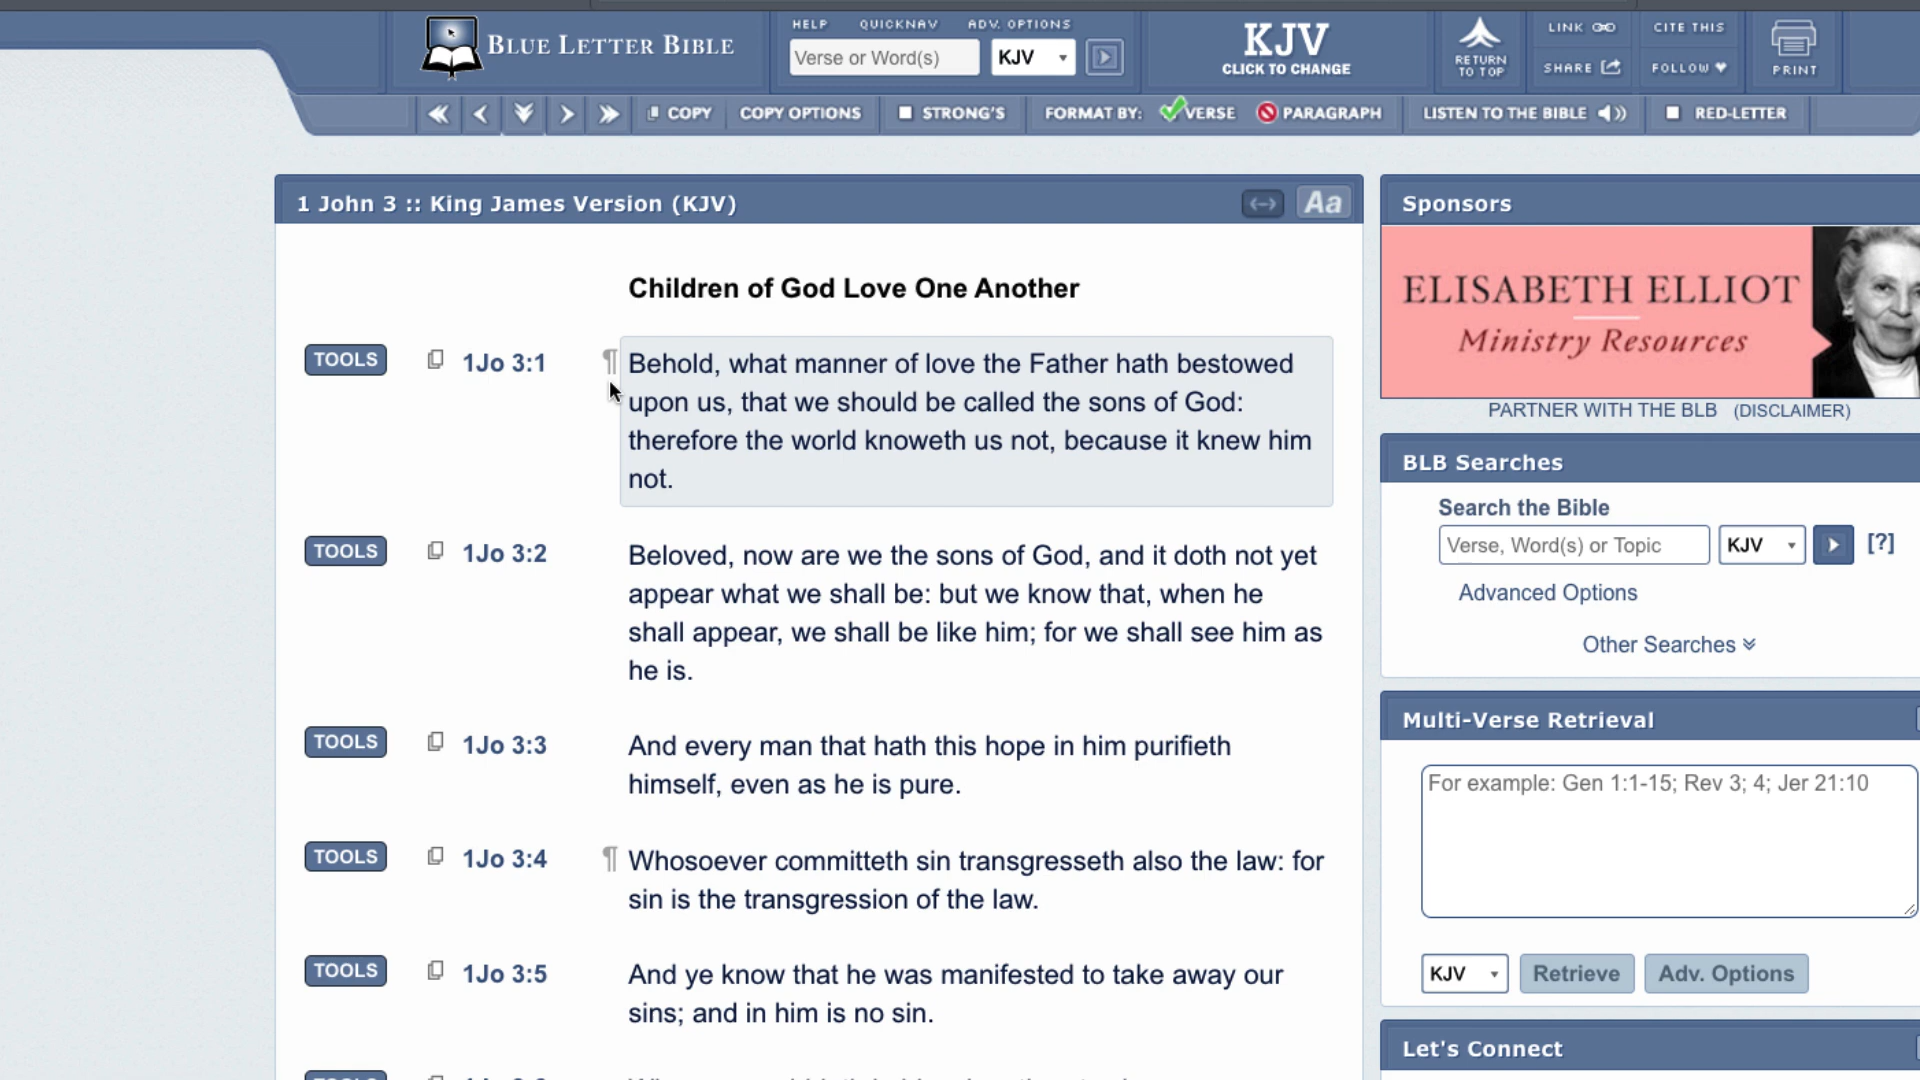 HELP QUICKNAV ADV. OPTIONS
BLUE LETTER BIBLE
Verse or Word(s) KJV
KJV
CLICK TO CHANGE
RETURN
TO TOP
LINK
SHARE
CITE THIS
FOLLOW
PRINT
COPY COPY OPTIONS STRONG'S FORMAT BY: VERSE PARAGRAPH LISTEN TO THE BIBLE RED-LETTER
1 John 3 :: King James Version (KJV) Aa
Children of God Love One Another
TOOLS 1Jo 3:1 ¶ Behold, what manner of love the Father hath bestowed
upon us, that we should be called the sons of God:
therefore the world knoweth us not, because it knew him
not.
TOOLS 1Jo 3:2 Beloved, now are we the sons of God, and it doth not yet
appear what we shall be: but we know that, when he
shall appear, we shall be like him; for we shall see him as
he is.
TOOLS 1Jo 3:3 And every man that hath this hope in him purifieth
himself, even as he is pure.
TOOLS 1Jo 3:4 ¶ Whosoever committeth sin transgresseth also the law: for
sin is the transgression of the law.
TOOLS 1Jo 3:5 And ye know that he was manifested to take away our
sins; and in him is no sin.
Sponsors
ELISABETH ELLIOT
Ministry Resources
PARTNER WITH THE BLB (DISCLAIMER)
BLB Searches
Search the Bible
Verse, Word(s) or Topic KJV [?]
Advanced Options
Other Searches
Multi-Verse Retrieval
For example: Gen 1:1-15; Rev 3; 4; Jer 21:10
KJV Retrieve Adv. Options
Let's Connect